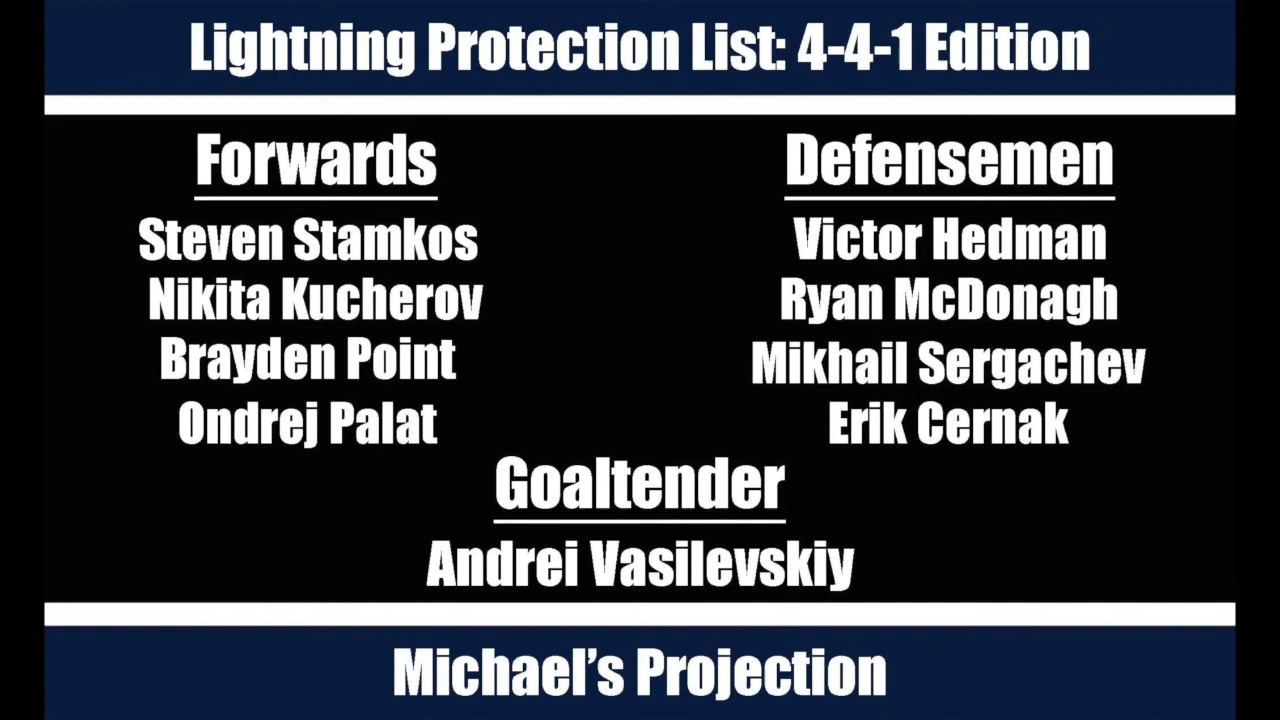 Lightning Protection List: 4-4-1 Edition
Forwards
Steven Stamkos
Nikita Kucherov
Brayden Point
Ondrej Palat
Defensemen
Victor Hedman
Ryan McDonagh
Mikhail Sergachev
Erik Cernak
Goaltender
Andrei Vasilevskiy
Michael’s Projection